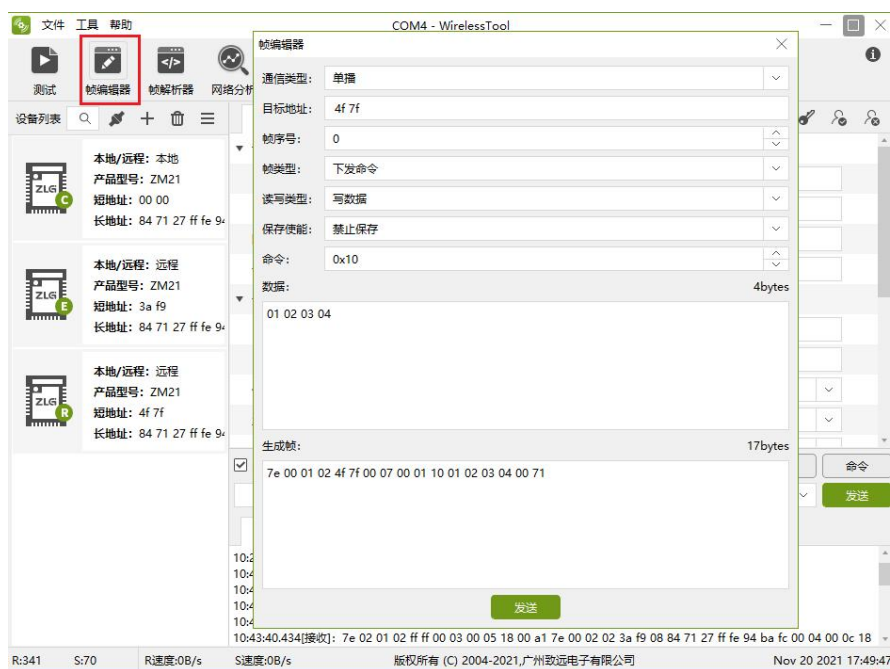 文件 工具 帮助
COM4 - WirelessTool
测试
帧编辑器
帧解析器
网络分析
设备列表
本地/远程：本地
产品型号：ZM21
短地址：00 00
长地址：84 71 27 ff fe 94
ZLG
C
本地/远程：远程
产品型号：ZM21
短地址：3a f9
长地址：84 71 27 ff fe 94
ZLG
E
本地/远程：远程
产品型号：ZM21
短地址：4f 7f
长地址：84 71 27 ff fe 94
ZLG
R
帧编辑器
通信类型： 单播
目标地址： 4f 7f
帧序号： 0
帧类型： 下发命令
读写类型： 写数据
保存使能： 禁止保存
命令： 0x10
数据： 4bytes
01 02 03 04
生成帧： 17bytes
7e 00 01 02 4f 7f 00 07 00 01 10 01 02 03 04 00 71
发送
命令
发送
10:43:40.434[接收]：7e 02 01 02 ff ff 00 03 00 05 18 00 a1 7e 00 02 02 3a f9 08 84 71 27 ff fe 94 ba fc 00 04 00 0c 18
R:341 S:70 R速度:0B/s S速度:0B/s 版权所有 (C) 2004-2021,广州致远电子有限公司 Nov 20 2021 17:49:47